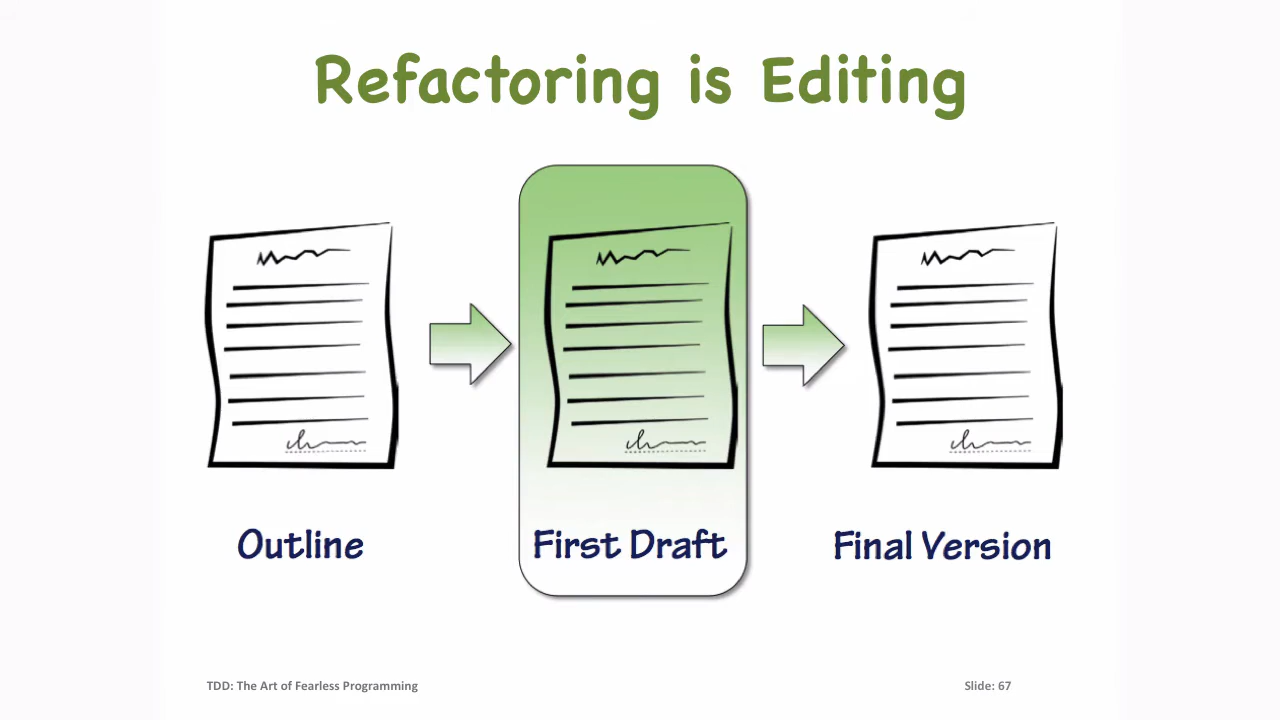 Refactoring is Editing
Outline
First Draft
Final Version
TDD: The Art of Fearless Programming
Slide: 67